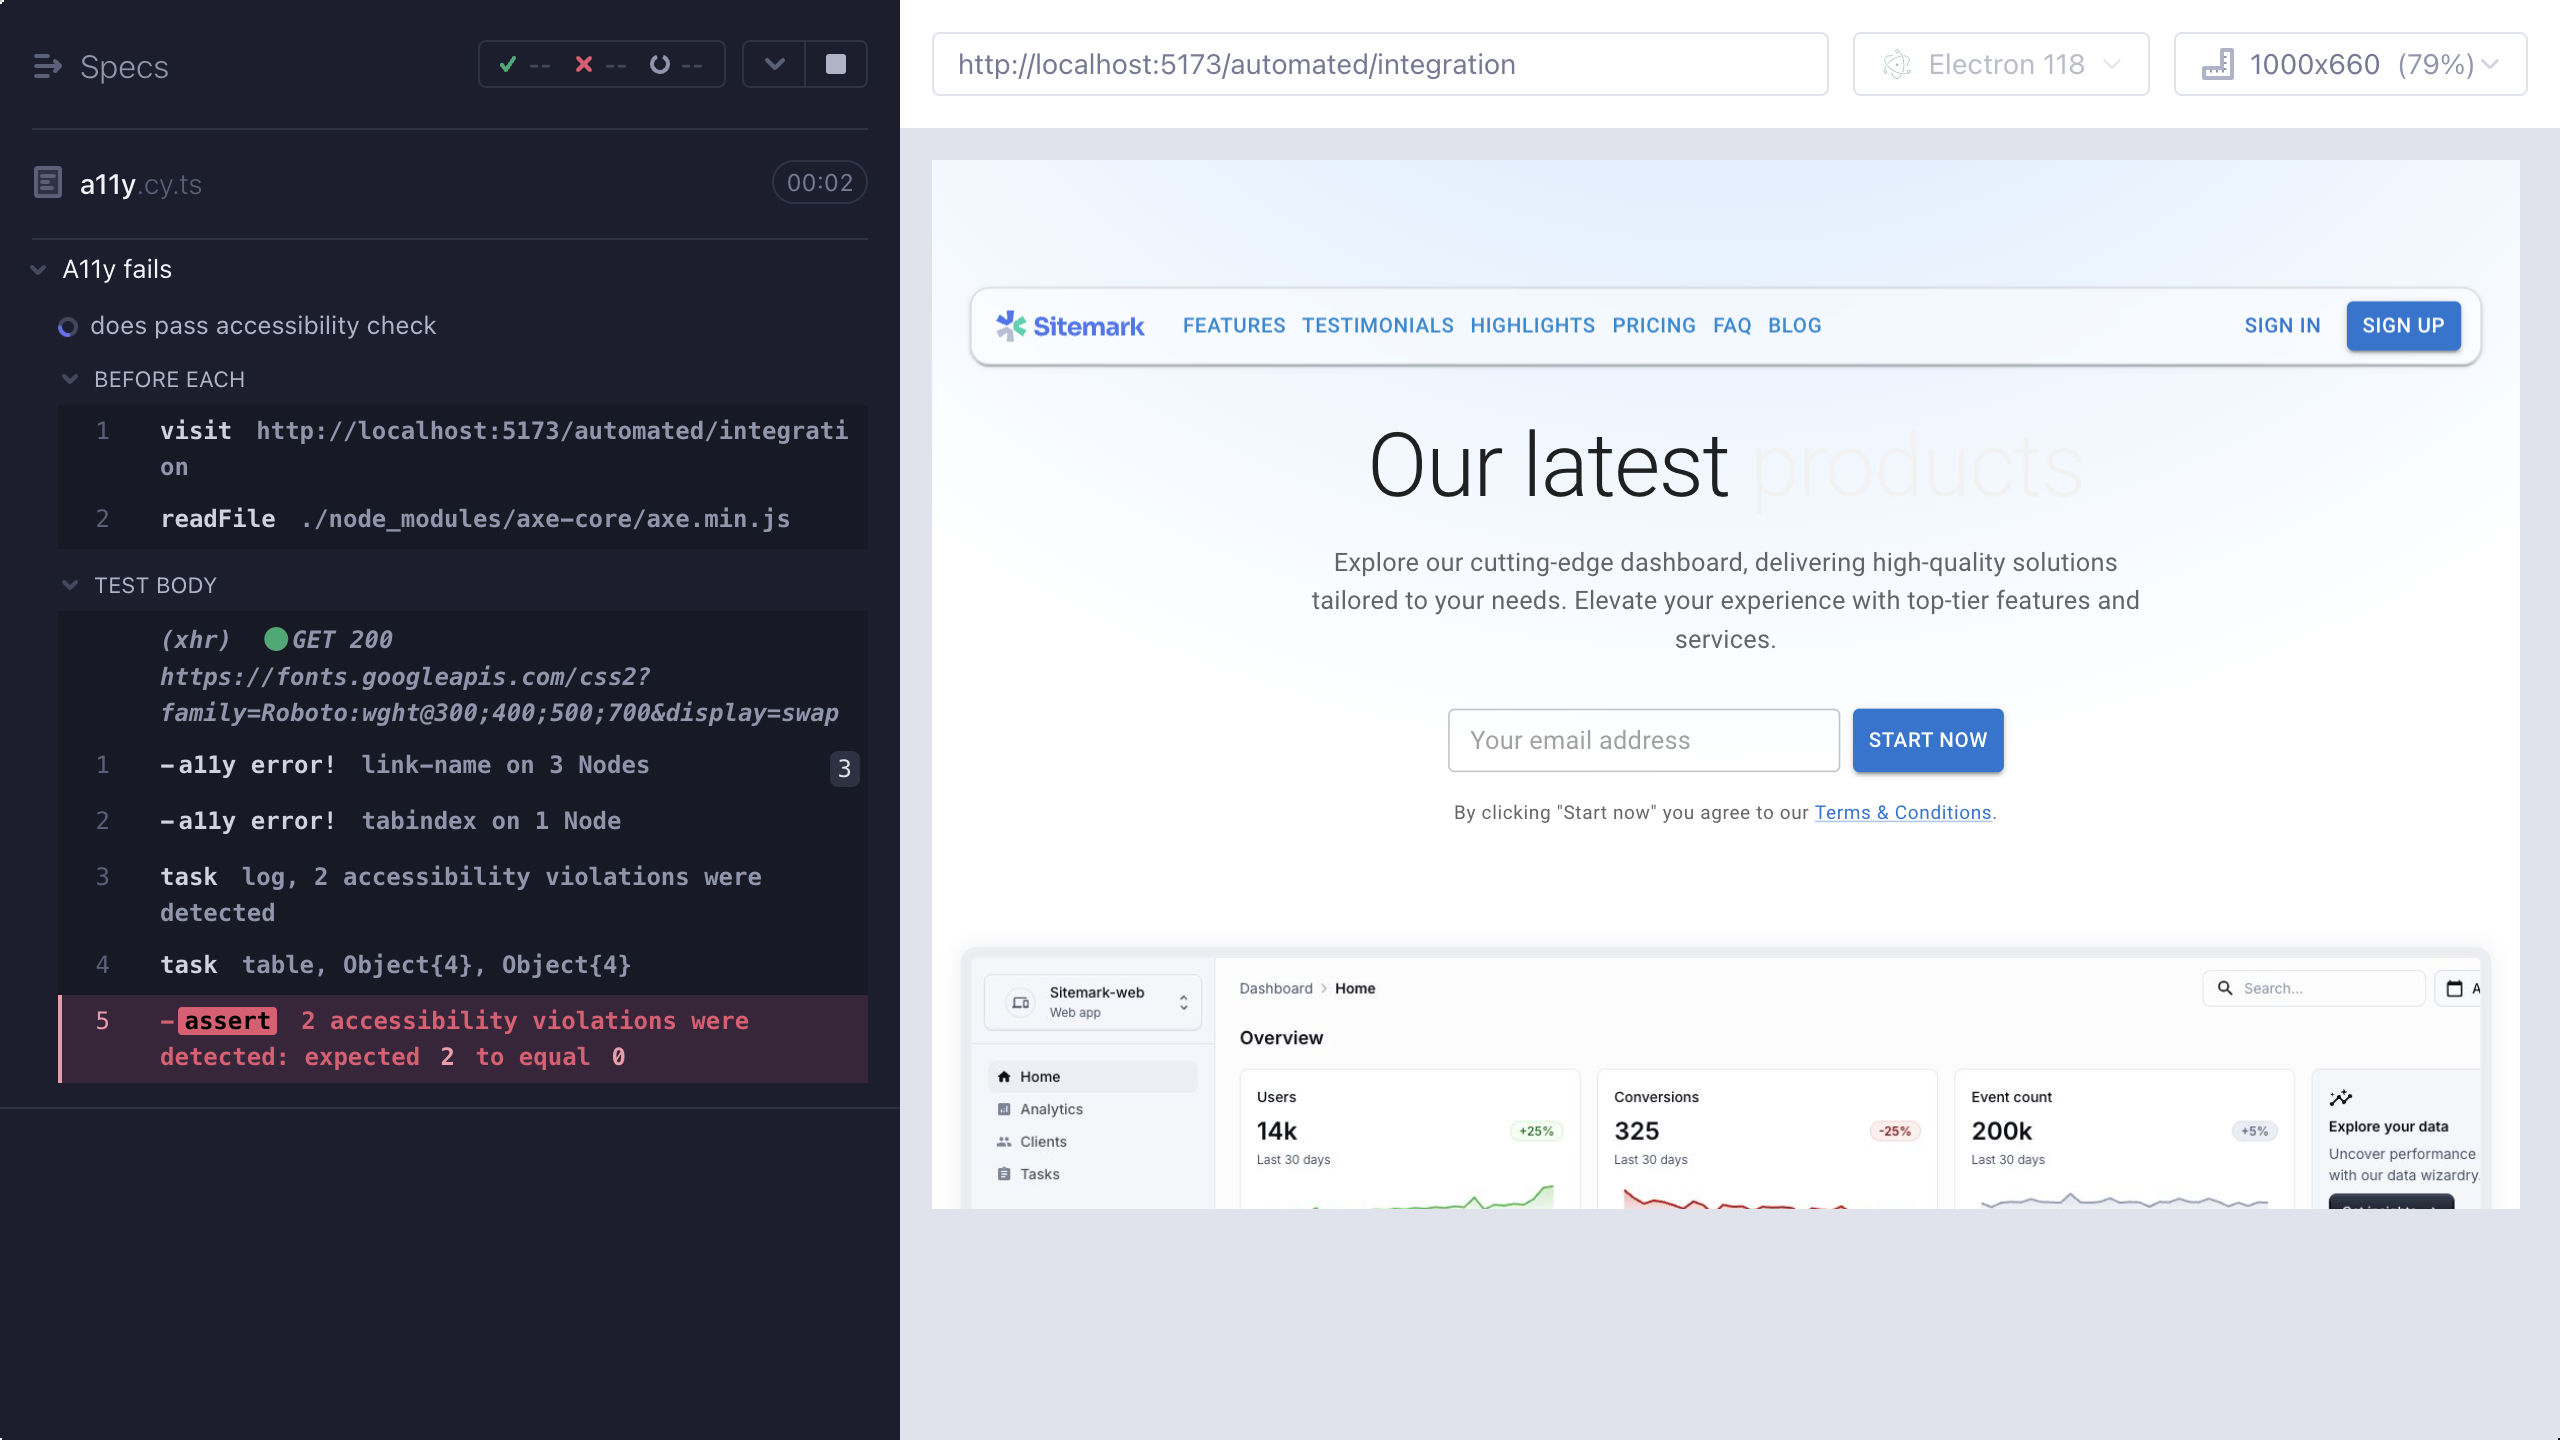 Specs
--
--
--
a11y.cy.ts
00:02
A11y fails
does pass accessibility check
BEFORE EACH
1 visit http://localhost:5173/automated/integrati
on
2 readFile ./node_modules/axe-core/axe.min.js
TEST BODY
(xhr) GET 200
https://fonts.googleapis.com/css2?
family=Roboto:wght@300;400;500;700&display=swap
1 -a11y error! link-name on 3 Nodes 3
2 -a11y error! tabindex on 1 Node
3 task log, 2 accessibility violations were
detected
4 task table, Object{4}, Object{4}
5 -assert 2 accessibility violations were
detected: expected 2 to equal 0
http://localhost:5173/automated/integration
Electron 118
1000x660 (79%)
Sitemark FEATURES TESTIMONIALS HIGHLIGHTS PRICING FAQ BLOG SIGN IN SIGN UP
Our latest products
Explore our cutting-edge dashboard, delivering high-quality solutions
tailored to your needs. Elevate your experience with top-tier features and
services.
Your email address START NOW
By clicking "Start now" you agree to our Terms & Conditions.
Sitemark-web
Web app
Home
Analytics
Clients
Tasks
Dashboard > Home
Search...
A
Overview
Users
14k +25%
Last 30 days
Conversions
325 -25%
Last 30 days
Event count
200k +5%
Last 30 days
Explore your data
Uncover performance
with our data wizardry.